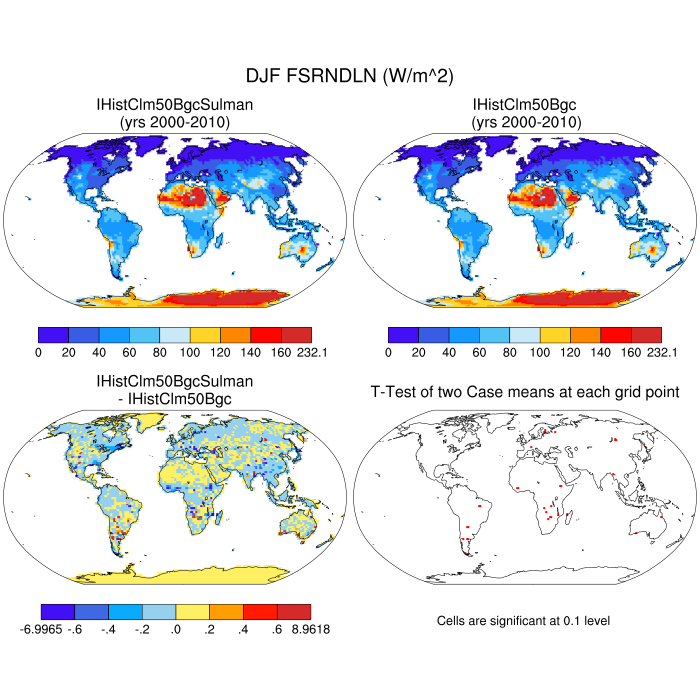 DJF FSRNDLN (W/m^2)
IHistClm50BgcSulman
(yrs 2000-2010)
IHistClm50Bgc
(yrs 2000-2010)
0 20 40 60 80 100 120 140 160 232.1
0 20 40 60 80 100 120 140 160 232.1
IHistClm50BgcSulman
- IHistClm50Bgc
T-Test of two Case means at each grid point
-6.9965 -.6 -.4 -.2 .0 .2 .4 .6 8.9618
Cells are significant at 0.1 level